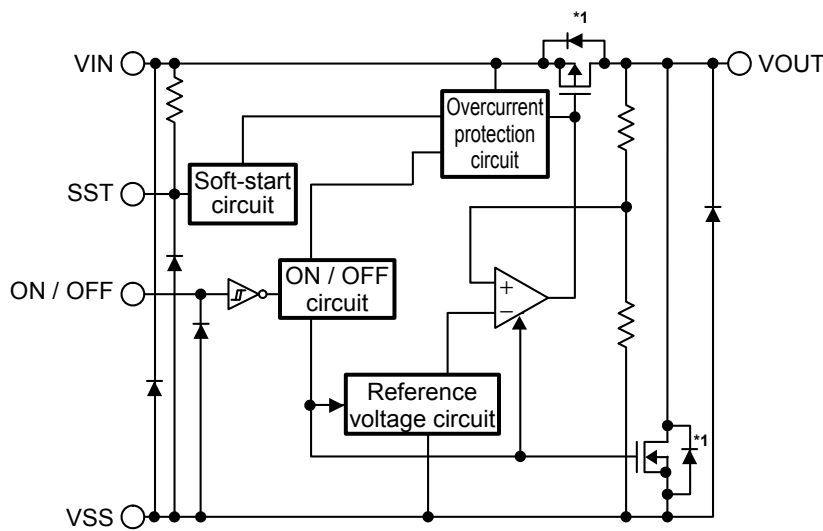 *1
VIN
VOUT
Overcurrent
protection
circuit
SST
Soft-start
circuit
ON / OFF
ON / OFF
circuit
+
−
Reference
voltage circuit
*1
VSS